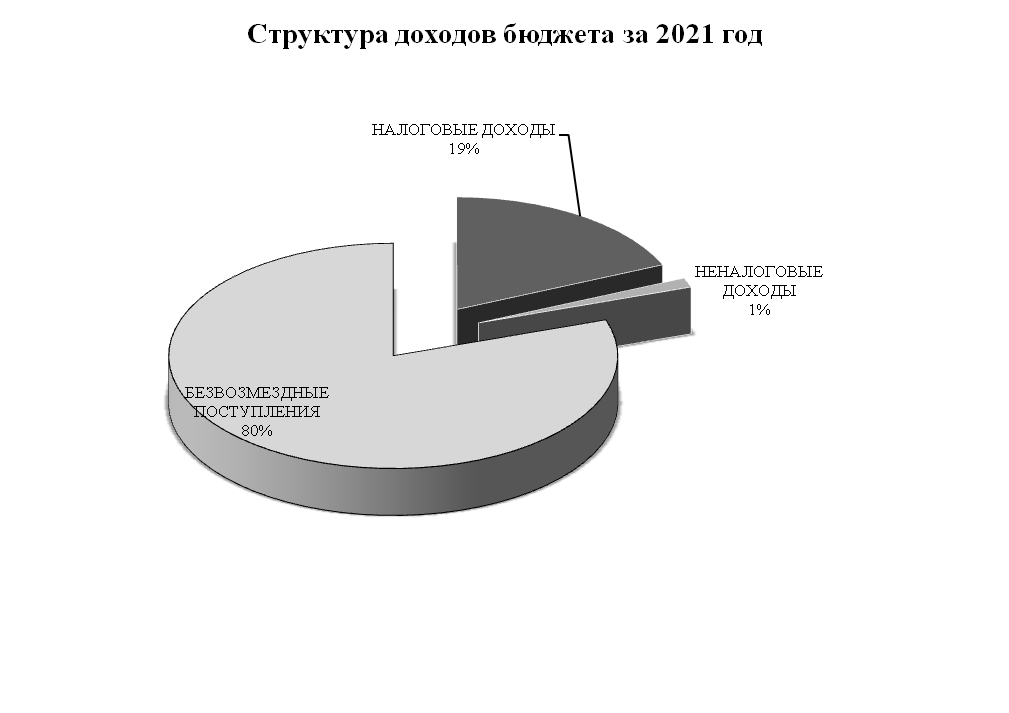 Структура доходов бюджета за 2021 год
НАЛОГОВЫЕ ДОХОДЫ
19%
НЕНАЛОГОВЫЕ
ДОХОДЫ
1%
БЕЗВОЗМЕЗДНЫЕ
ПОСТУПЛЕНИЯ
80%